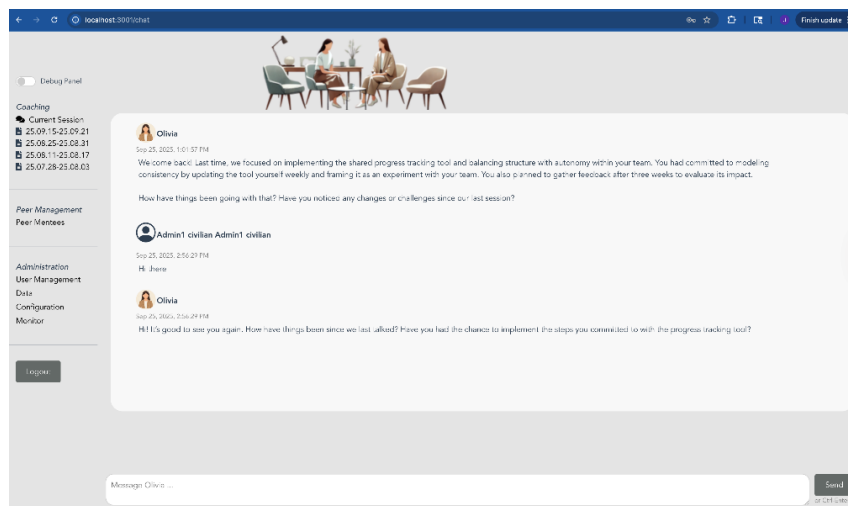 localhost:3001/chat
Finish update
Debug Panel
Coaching
Current Session
25.09.15-25.09.21
25.08.25-25.08.31
25.08.11-25.08.17
25.07.28-25.08.03
Peer Management
Peer Mentees
Administration
User Management
Data
Configuration
Monitor
Logout
Olivia
Sep 25, 2025, 1:01:57 PM
Welcome back! Last time, we focused on implementing the shared progress tracking tool and balancing structure with autonomy within your team. You had committed to modeling
consistency by updating the tool yourself weekly and framing it as an experiment with your team. You also planned to gather feedback after three weeks to evaluate its impact.
How have things been going with that? Have you noticed any changes or challenges since our last session?
Admin1 civilian Admin1 civilian
Sep 25, 2025, 2:56:29 PM
Hi there
Olivia
Sep 25, 2025, 2:56:29 PM
Hi! It's good to see you again. How have things been since we last talked? Have you had the chance to implement the steps you committed to with the progress tracking tool?
Message Olivia ...
Send
or Ctrl